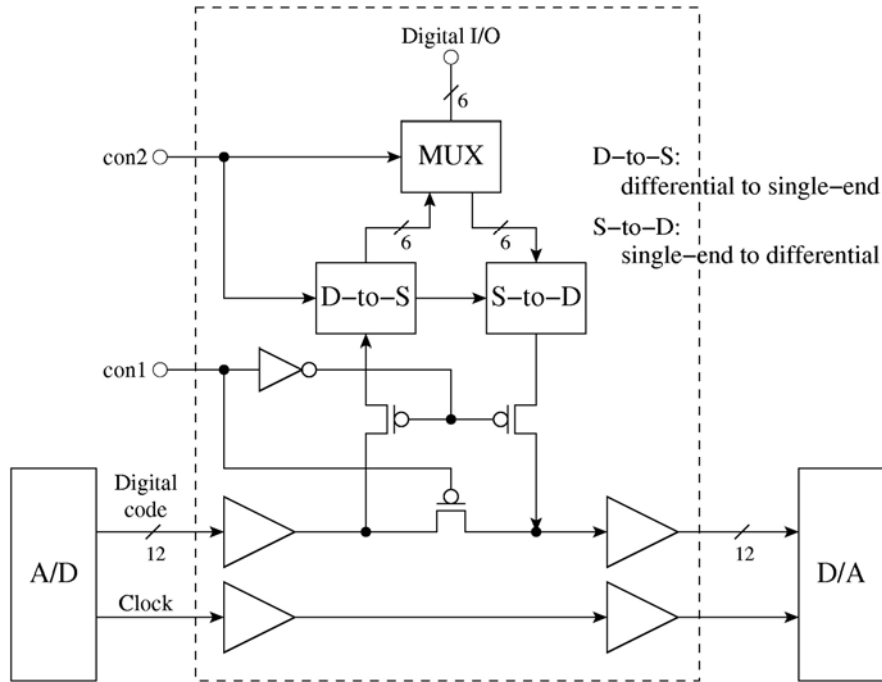 Digital I/O
6
con2
MUX
D–to–S:
differential to single–end
S–to–D:
single–end to differential
6
6
D–to–S
S–to–D
con1
Digital
code
12
12
A/D
D/A
Clock